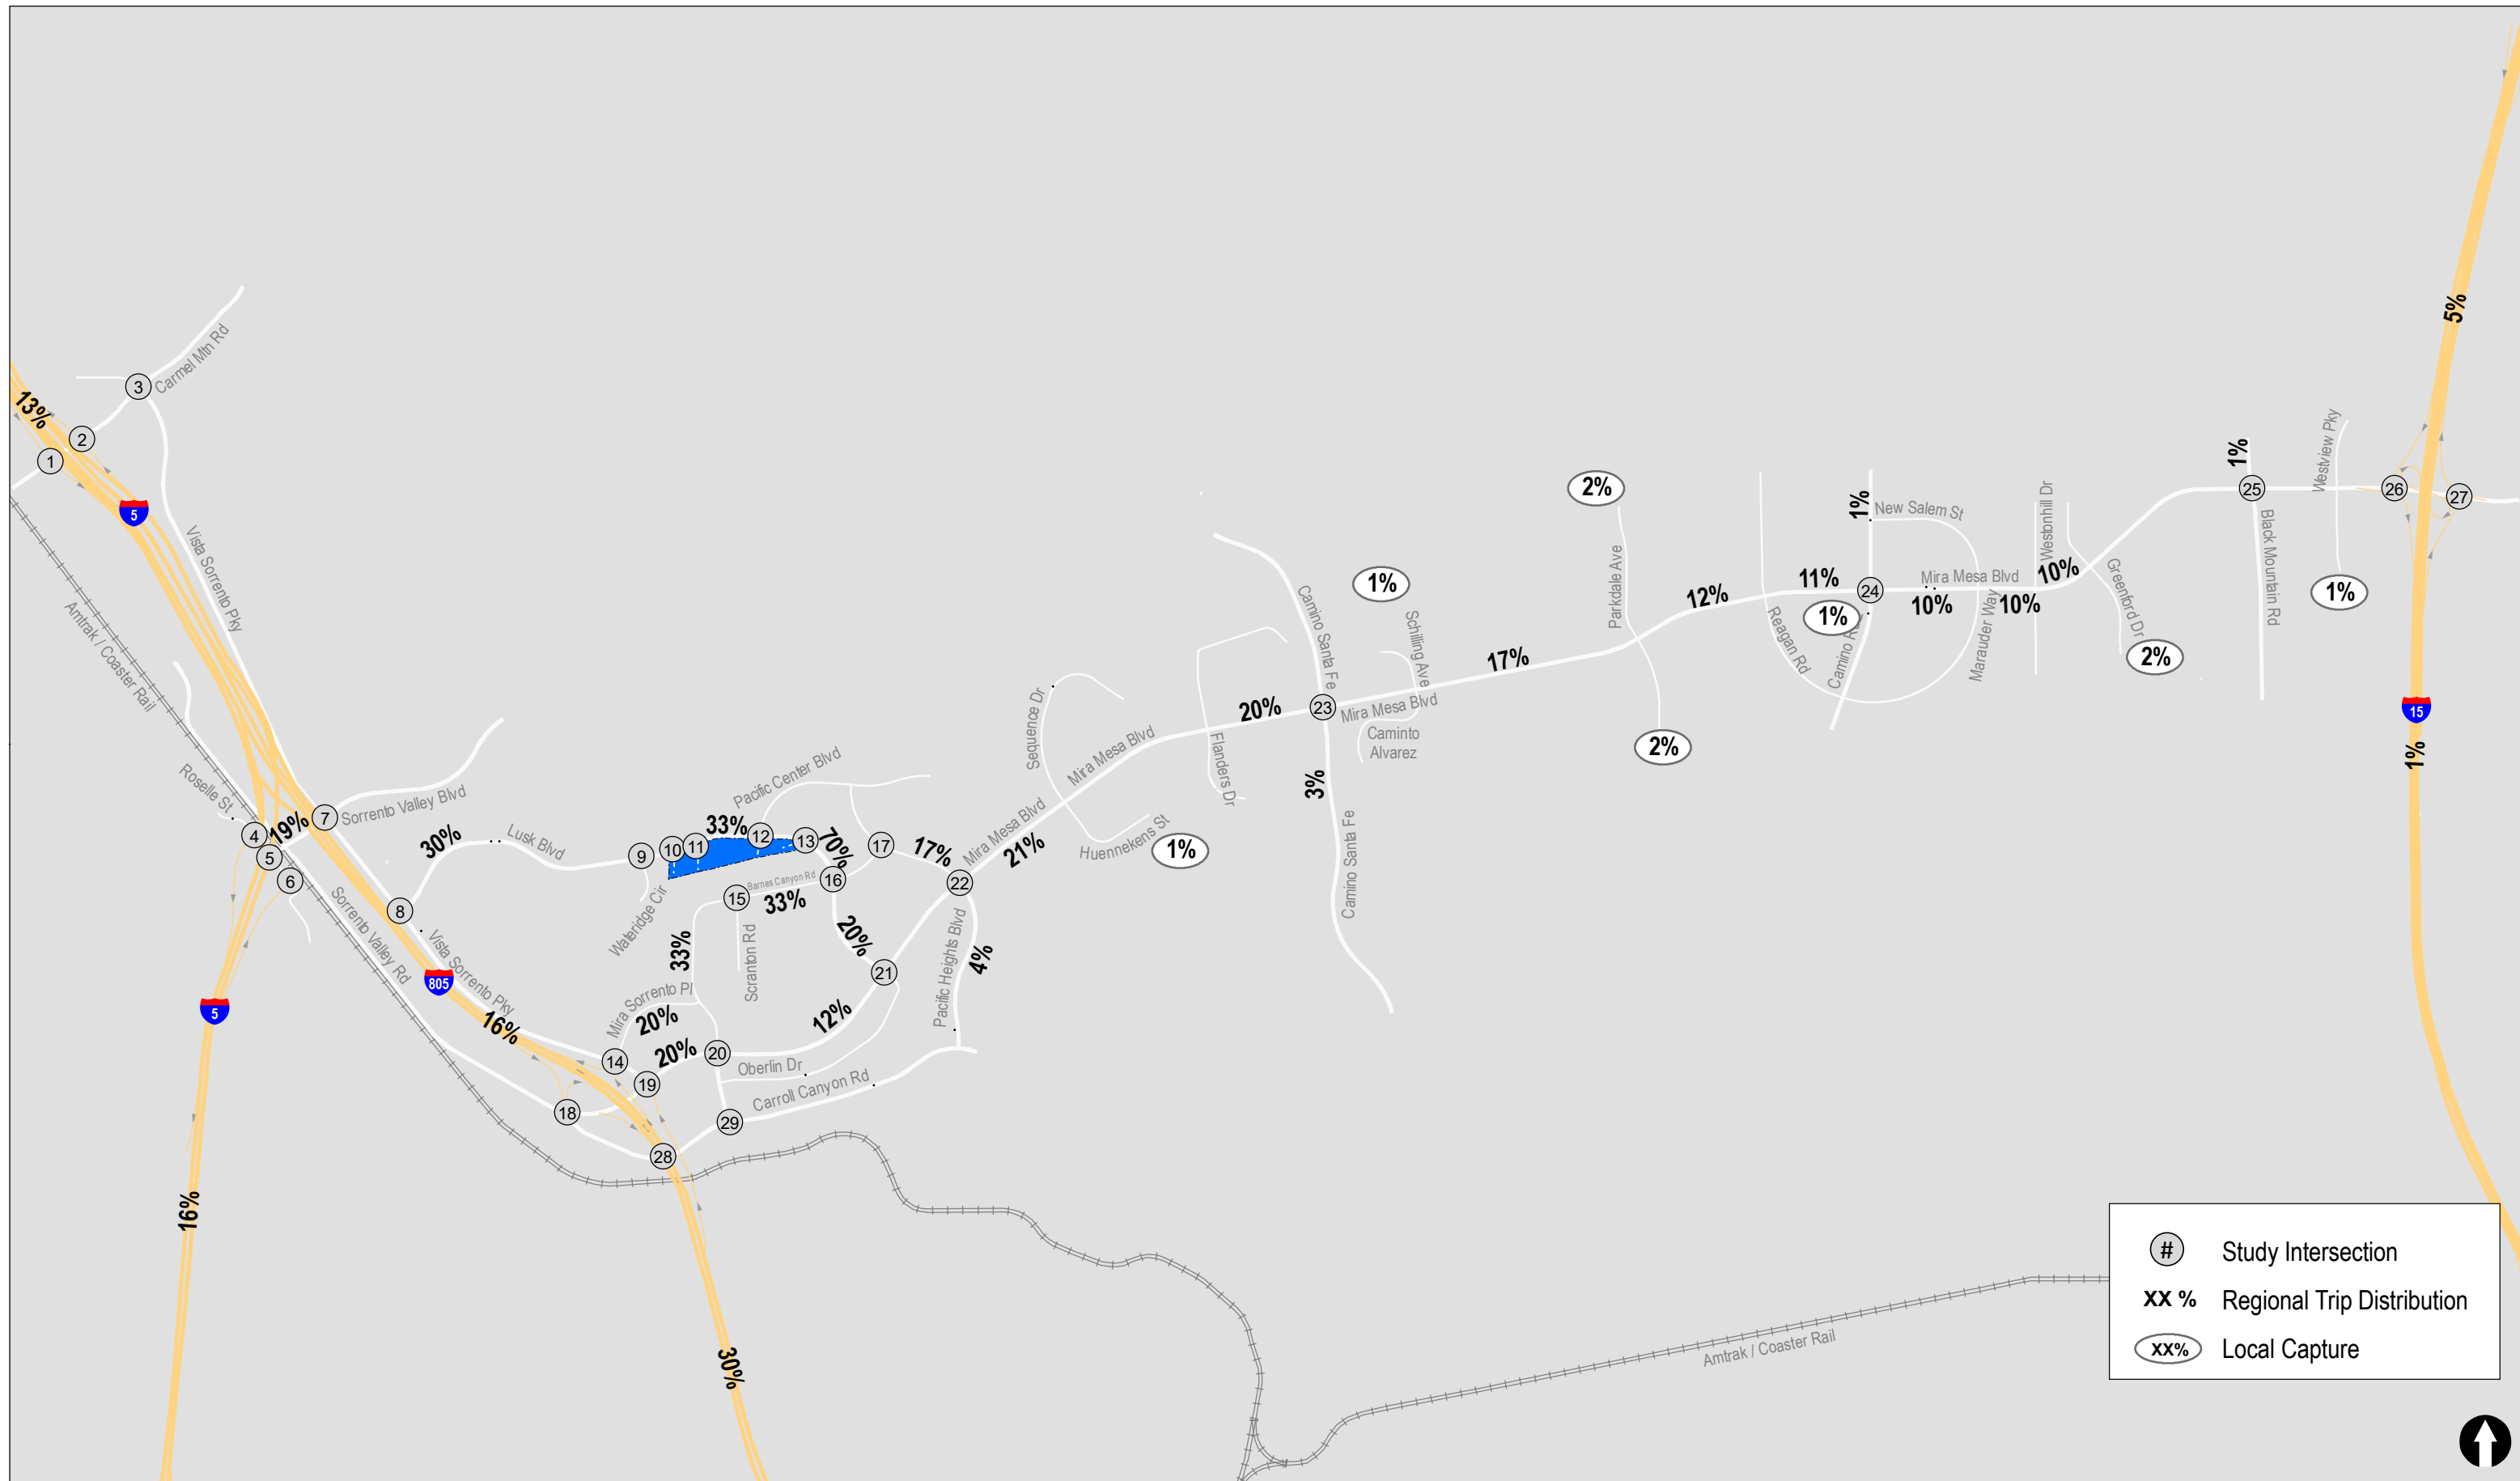 5%
Carmel Mtn Rd
3
13%
2
1
5
Vista Sorrento Pky
Amtrak / Coaster Rail
Roselle St.
4
19%
7
Sorrento Valley Blvd
5
6
Sorrento Valley Rd
8
Vista Sorrento Pky
805
5
16%
16%
30%
30%
Lusk Blvd
9
10
11
33%
12
13
70%
17
17%
Pacific Center Blvd
Wateridge Cir
Barnes Canyon Rd
15
33%
16
22
33%
Scranton Rd
20%
21
Mira Sorrento Pl
20%
14
20%
19
20
12%
Oberlin Dr
Carroll Canyon Rd
18
29
28
Pacific Heights Blvd
4%
Mira Mesa Blvd
21%
Sequence Dr
Mira Mesa Blvd
Huennekens St
1%
Flanders Dr
20%
Camino Santa Fe
23
1%
Schilling Ave
Mira Mesa Blvd
Caminto
Alvarez
3%
Camino Santa Fe
17%
2%
Parkdale Ave
2%
12%
11%
Reagan Rd
1%
New Salem St
24
1%
Camino R
Mira Mesa Blvd
10%
Marauder Way
10%
Westonhill Dr
10%
Greenford Dr
2%
1%
25
Black Mountain Rd
Westview Pky
1%
26
27
15
1%
Amtrak / Coaster Rail
# Study Intersection
XX % Regional Trip Distribution
XX% Local Capture